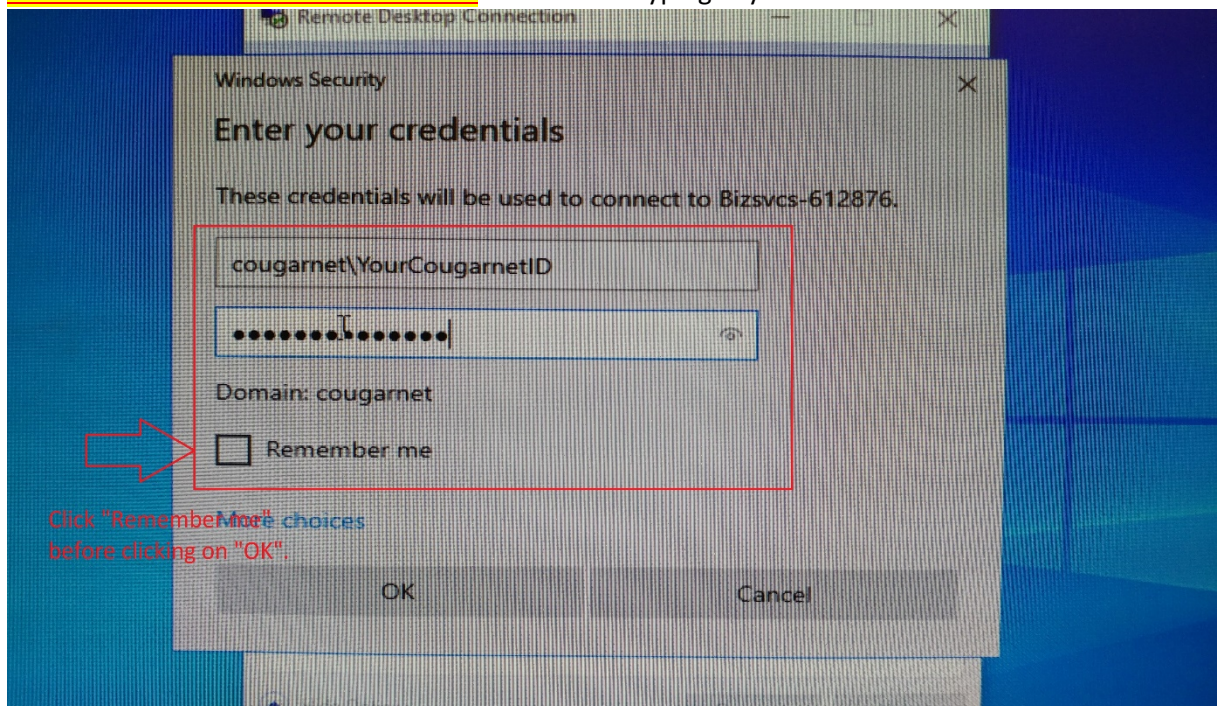 Remote Desktop Connection
Windows Security
Enter your credentials
These credentials will be used to connect to Bizsvcs-612876.
cougarnet\YourCougarnetID
Domain: cougarnet
Remember me
More choices
Click "Remember me"
before clicking on "OK".
OK
Cancel